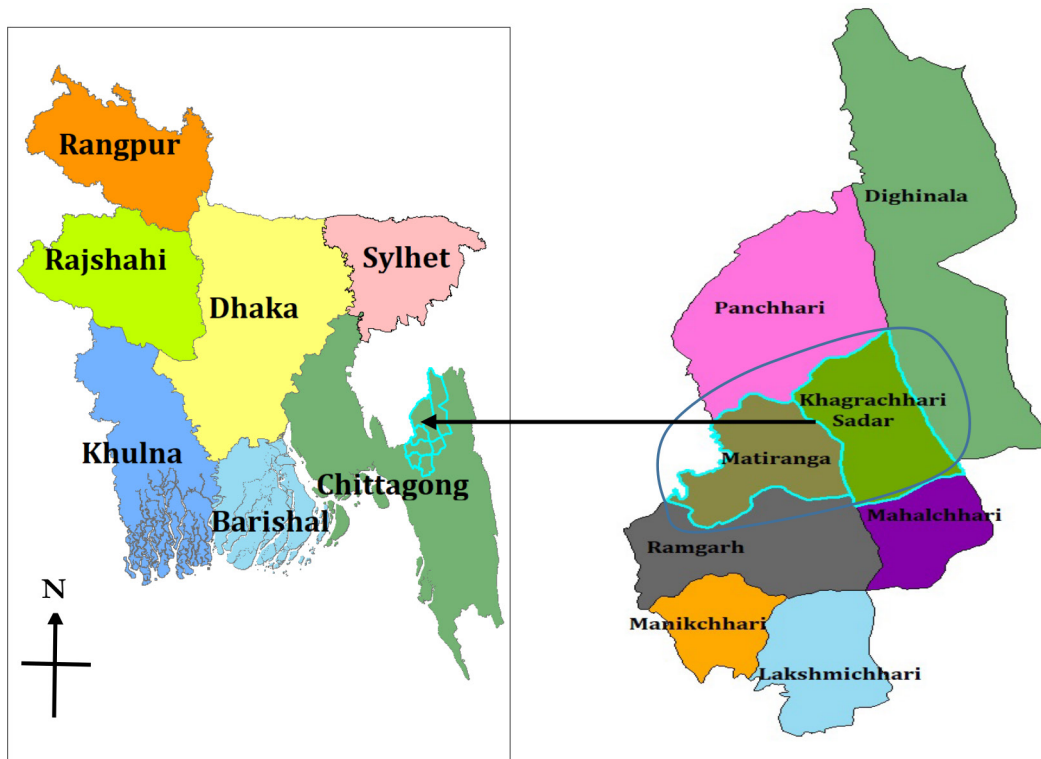 Rangpur
Rajshahi
Sylhet
Dhaka
Khulna
Chittagong
Barishal
N
Dighinala
Panchhari
Khagrachhari
Sadar
Matiranga
Mahalchhari
Ramgarh
Manikchhari
Lakshmichhari